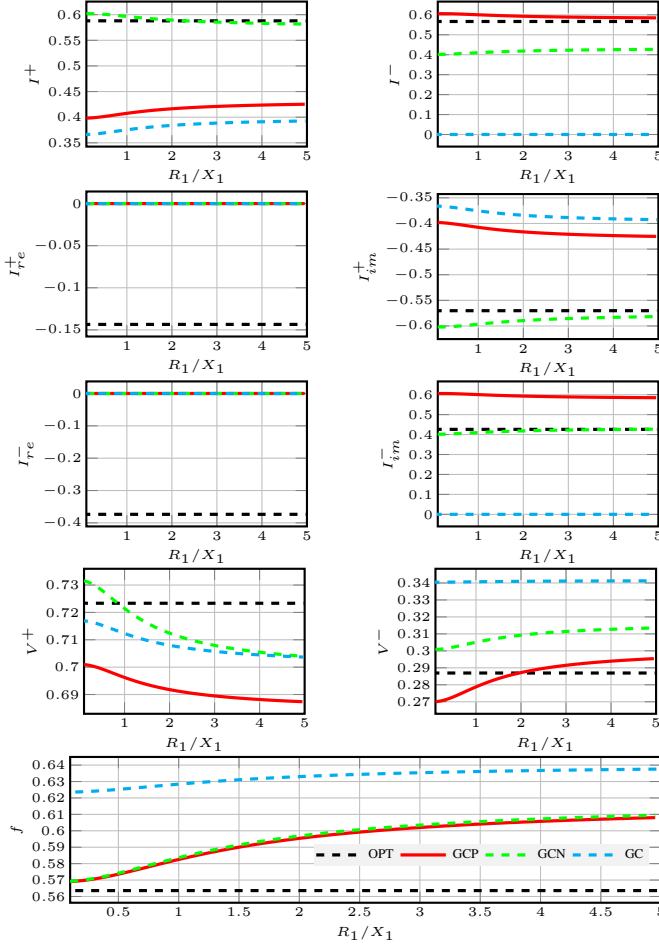 0.6
0.55
0.5
0.45
0.4
0.35
I⁺
1 2 3 4 5
R₁/X₁
0.6
0.5
0.4
0.3
0.2
0.1
0
I⁻
1 2 3 4 5
R₁/X₁
0
−0.05
−0.1
−0.15
I⁺re
1 2 3 4 5
R₁/X₁
−0.35
−0.4
−0.45
−0.5
−0.55
−0.6
I⁺im
1 2 3 4 5
R₁/X₁
0
−0.1
−0.2
−0.3
−0.4
I⁻re
1 2 3 4 5
R₁/X₁
0.6
0.5
0.4
0.3
0.2
0.1
0
I⁻im
1 2 3 4 5
R₁/X₁
0.73
0.72
0.71
0.7
0.69
V⁺
1 2 3 4 5
R₁/X₁
0.34
0.33
0.32
0.31
0.3
0.29
0.28
0.27
V⁻
1 2 3 4 5
R₁/X₁
0.64
0.63
0.62
0.61
0.6
0.59
0.58
0.57
0.56
f
OPT GCP GCN GC
0.5 1 1.5 2 2.5 3 3.5 4 4.5 5
R₁/X₁